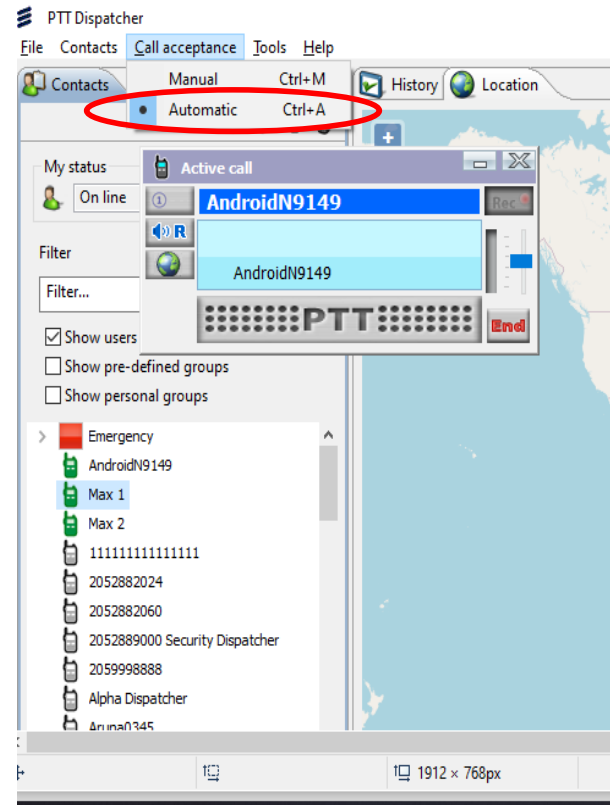 PTT Dispatcher
File Contacts Call acceptance Tools Help
Contacts
Manual Ctrl+M
Automatic Ctrl+A
History
Location
+
My status
On line
Active call
1
AndroidN9149
Rec
R
AndroidN9149
PTT
End
Filter
Filter...
Show users
Show pre-defined groups
Show personal groups
Emergency
AndroidN9149
Max 1
Max 2
111111111111111
2052882024
2052882060
2052889000 Security Dispatcher
2059998888
Alpha Dispatcher
Aruna0345
1912 × 768px